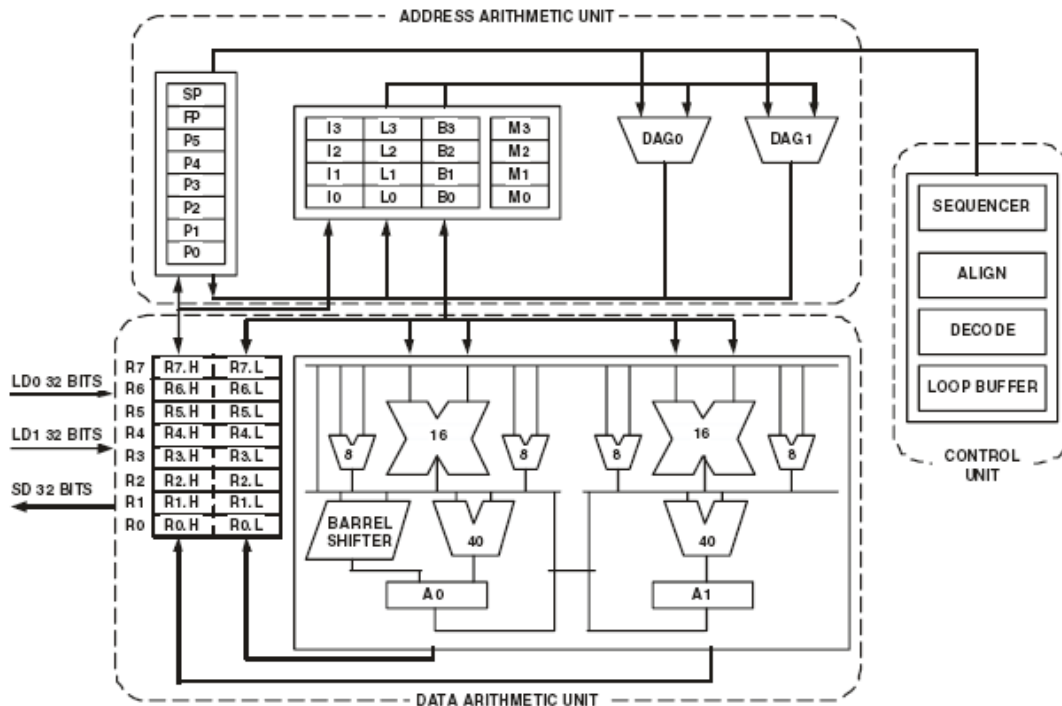 ADDRESS ARITHMETIC UNIT
SP
FP
P5
P4
P3
P2
P1
P0
I3 L3 B3 M3
I2 L2 B2 M2
I1 L1 B1 M1
I0 L0 B0 M0
DAG0 DAG1
SEQUENCER
ALIGN
DECODE
LOOP BUFFER
CONTROL
UNIT
LD0 32 BITS
LD1 32 BITS
SD 32 BITS
R7 R7.H R7.L
R6 R6.H R6.L
R5 R5.H R5.L
R4 R4.H R4.L
R3 R3.H R3.L
R2 R2.H R2.L
R1 R1.H R1.L
R0 R0.H R0.L
16 16
8 8 8 8
BARREL
SHIFTER
40 40
A0 A1
DATA ARITHMETIC UNIT